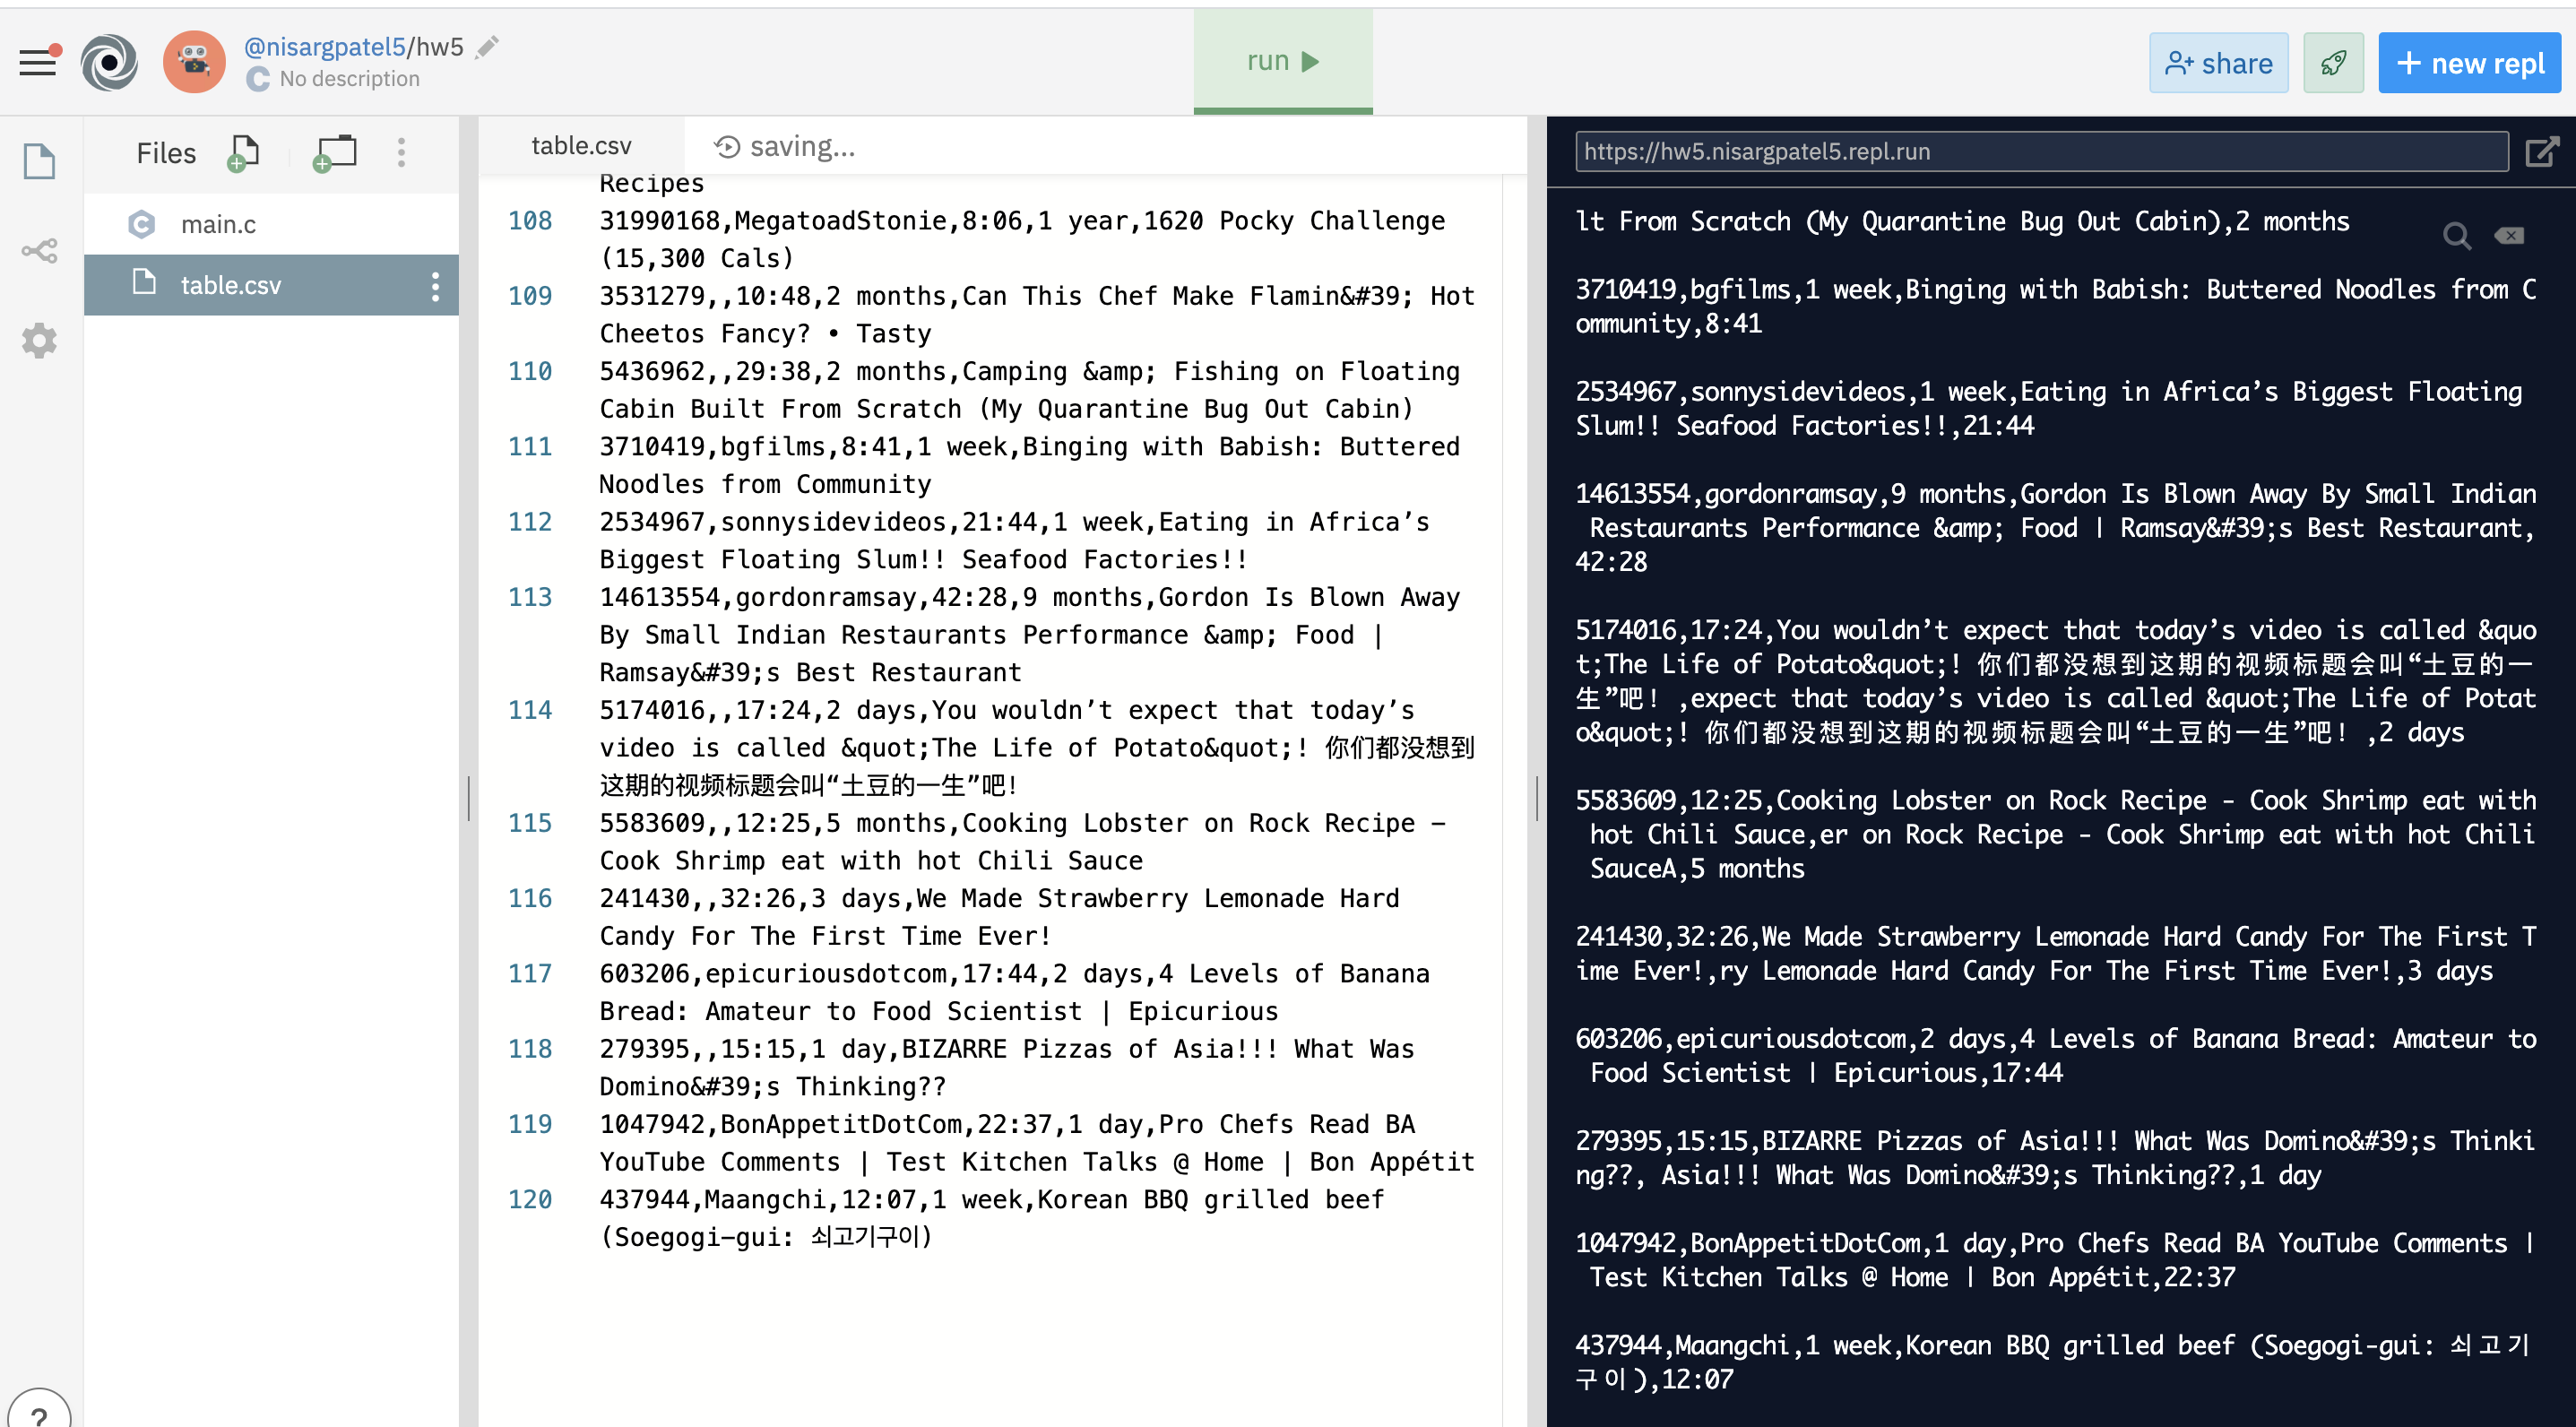 @nisargpatel5/hw5
No description
run
share
+ new repl
Files
main.c
table.csv
table.csv
saving...
Recipes
108 31990168,MegatoadStonie,8:06,1 year,1620 Pocky Challenge
(15,300 Cals)
109 3531279,,10:48,2 months,Can This Chef Make Flamin&#39; Hot
Cheetos Fancy? • Tasty
110 5436962,,29:38,2 months,Camping &amp; Fishing on Floating
Cabin Built From Scratch (My Quarantine Bug Out Cabin)
111 3710419,bgfilms,8:41,1 week,Binging with Babish: Buttered
Noodles from Community
112 2534967,sonnysidevideos,21:44,1 week,Eating in Africa’s
Biggest Floating Slum!! Seafood Factories!!
113 14613554,gordonramsay,42:28,9 months,Gordon Is Blown Away
By Small Indian Restaurants Performance &amp; Food |
Ramsay&#39;s Best Restaurant
114 5174016,,17:24,2 days,You wouldn’t expect that today’s
video is called &quot;The Life of Potato&quot;! 你们都没想到
这期的视频标题会叫“土豆的一生”吧！
115 5583609,,12:25,5 months,Cooking Lobster on Rock Recipe -
Cook Shrimp eat with hot Chili Sauce
116 241430,,32:26,3 days,We Made Strawberry Lemonade Hard
Candy For The First Time Ever!
117 603206,epicuriousdotcom,17:44,2 days,4 Levels of Banana
Bread: Amateur to Food Scientist | Epicurious
118 279395,,15:15,1 day,BIZARRE Pizzas of Asia!!! What Was
Domino&#39;s Thinking??
119 1047942,BonAppetitDotCom,22:37,1 day,Pro Chefs Read BA
YouTube Comments | Test Kitchen Talks @ Home | Bon Appétit
120 437944,Maangchi,12:07,1 week,Korean BBQ grilled beef
(Soegogi-gui: 쇠고기구이)
https://hw5.nisargpatel5.repl.run
lt From Scratch (My Quarantine Bug Out Cabin),2 months
3710419,bgfilms,1 week,Binging with Babish: Buttered Noodles from C
ommunity,8:41
2534967,sonnysidevideos,1 week,Eating in Africa’s Biggest Floating
Slum!! Seafood Factories!!,21:44
14613554,gordonramsay,9 months,Gordon Is Blown Away By Small Indian
Restaurants Performance &amp; Food | Ramsay&#39;s Best Restaurant,
42:28
5174016,17:24,You wouldn’t expect that today’s video is called &quo
t;The Life of Potato&quot;! 你们都没想到这期的视频标题会叫“土豆的一
生”吧！,expect that today’s video is called &quot;The Life of Potat
o&quot;! 你们都没想到这期的视频标题会叫“土豆的一生”吧！,2 days
5583609,12:25,Cooking Lobster on Rock Recipe - Cook Shrimp eat with
hot Chili Sauce,er on Rock Recipe - Cook Shrimp eat with hot Chili
SauceA,5 months
241430,32:26,We Made Strawberry Lemonade Hard Candy For The First T
ime Ever!,ry Lemonade Hard Candy For The First Time Ever!,3 days
603206,epicuriousdotcom,2 days,4 Levels of Banana Bread: Amateur to
Food Scientist | Epicurious,17:44
279395,15:15,BIZARRE Pizzas of Asia!!! What Was Domino&#39;s Thinki
ng??, Asia!!! What Was Domino&#39;s Thinking??,1 day
1047942,BonAppetitDotCom,1 day,Pro Chefs Read BA YouTube Comments |
Test Kitchen Talks @ Home | Bon Appétit,22:37
437944,Maangchi,1 week,Korean BBQ grilled beef (Soegogi-gui: 쇠고기
구이),12:07
?